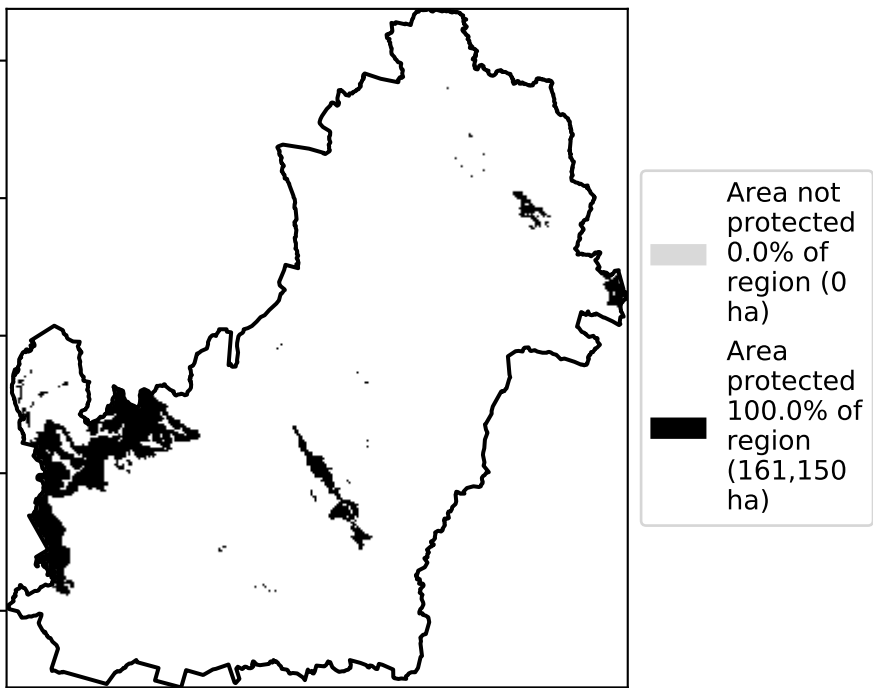 Area not
protected
0.0% of
region (0
ha)
Area
protected
100.0% of
region
(161,150
ha)